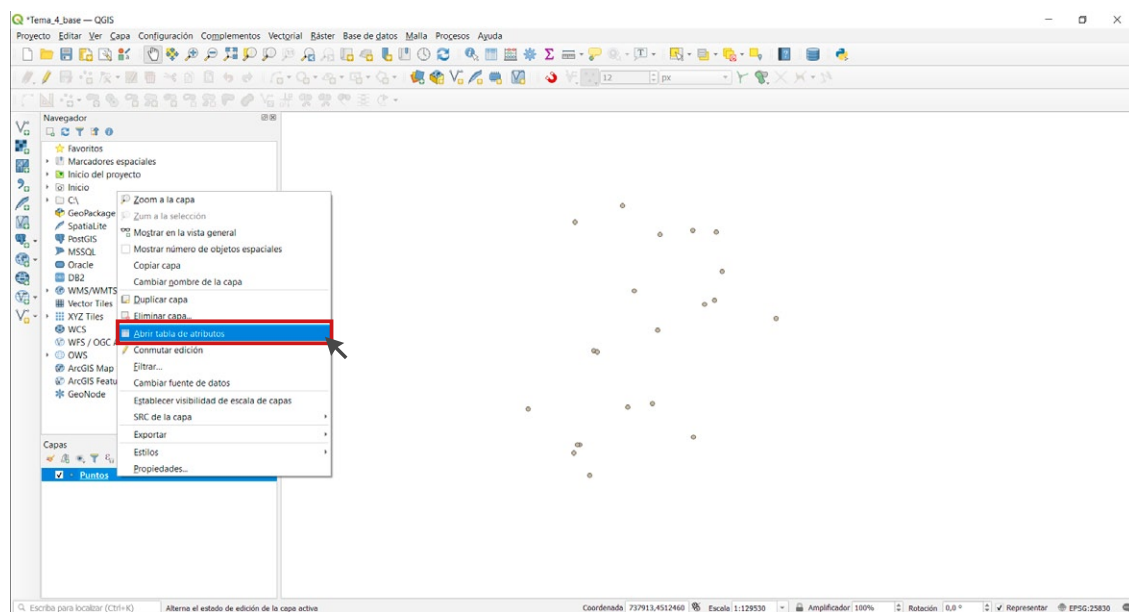 *Tema_4_base — QGIS
Proyecto Editar Ver Capa Configuración Complementos Vectorial Ráster Base de datos Malla Procesos Ayuda
12 px
Navegador
Favoritos
Marcadores espaciales
Inicio del proyecto
Inicio
C:\
GeoPackage
SpatiaLite
PostGIS
MSSQL
Oracle
DB2
WMS/WMTS
Vector Tiles
XYZ Tiles
WCS
WFS / OGC
OWS
ArcGIS Map
ArcGIS Featu
GeoNode
Zoom a la capa
Zum a la selección
Mostrar en la vista general
Mostrar número de objetos espaciales
Copiar capa
Cambiar nombre de la capa
Duplicar capa
Eliminar capa...
Abrir tabla de atributos
Conmutar edición
Filtrar...
Cambiar fuente de datos
Establecer visibilidad de escala de capas
SRC de la capa
Exportar
Estilos
Propiedades...
Capas
Puntos
Escriba para localizar (Ctrl+K) Alterna el estado de edición de la capa activa Coordenada 737913,4512460 Escala 1:129530 Amplificador 100% Rotación 0,0 ° Representar EPSG:25830